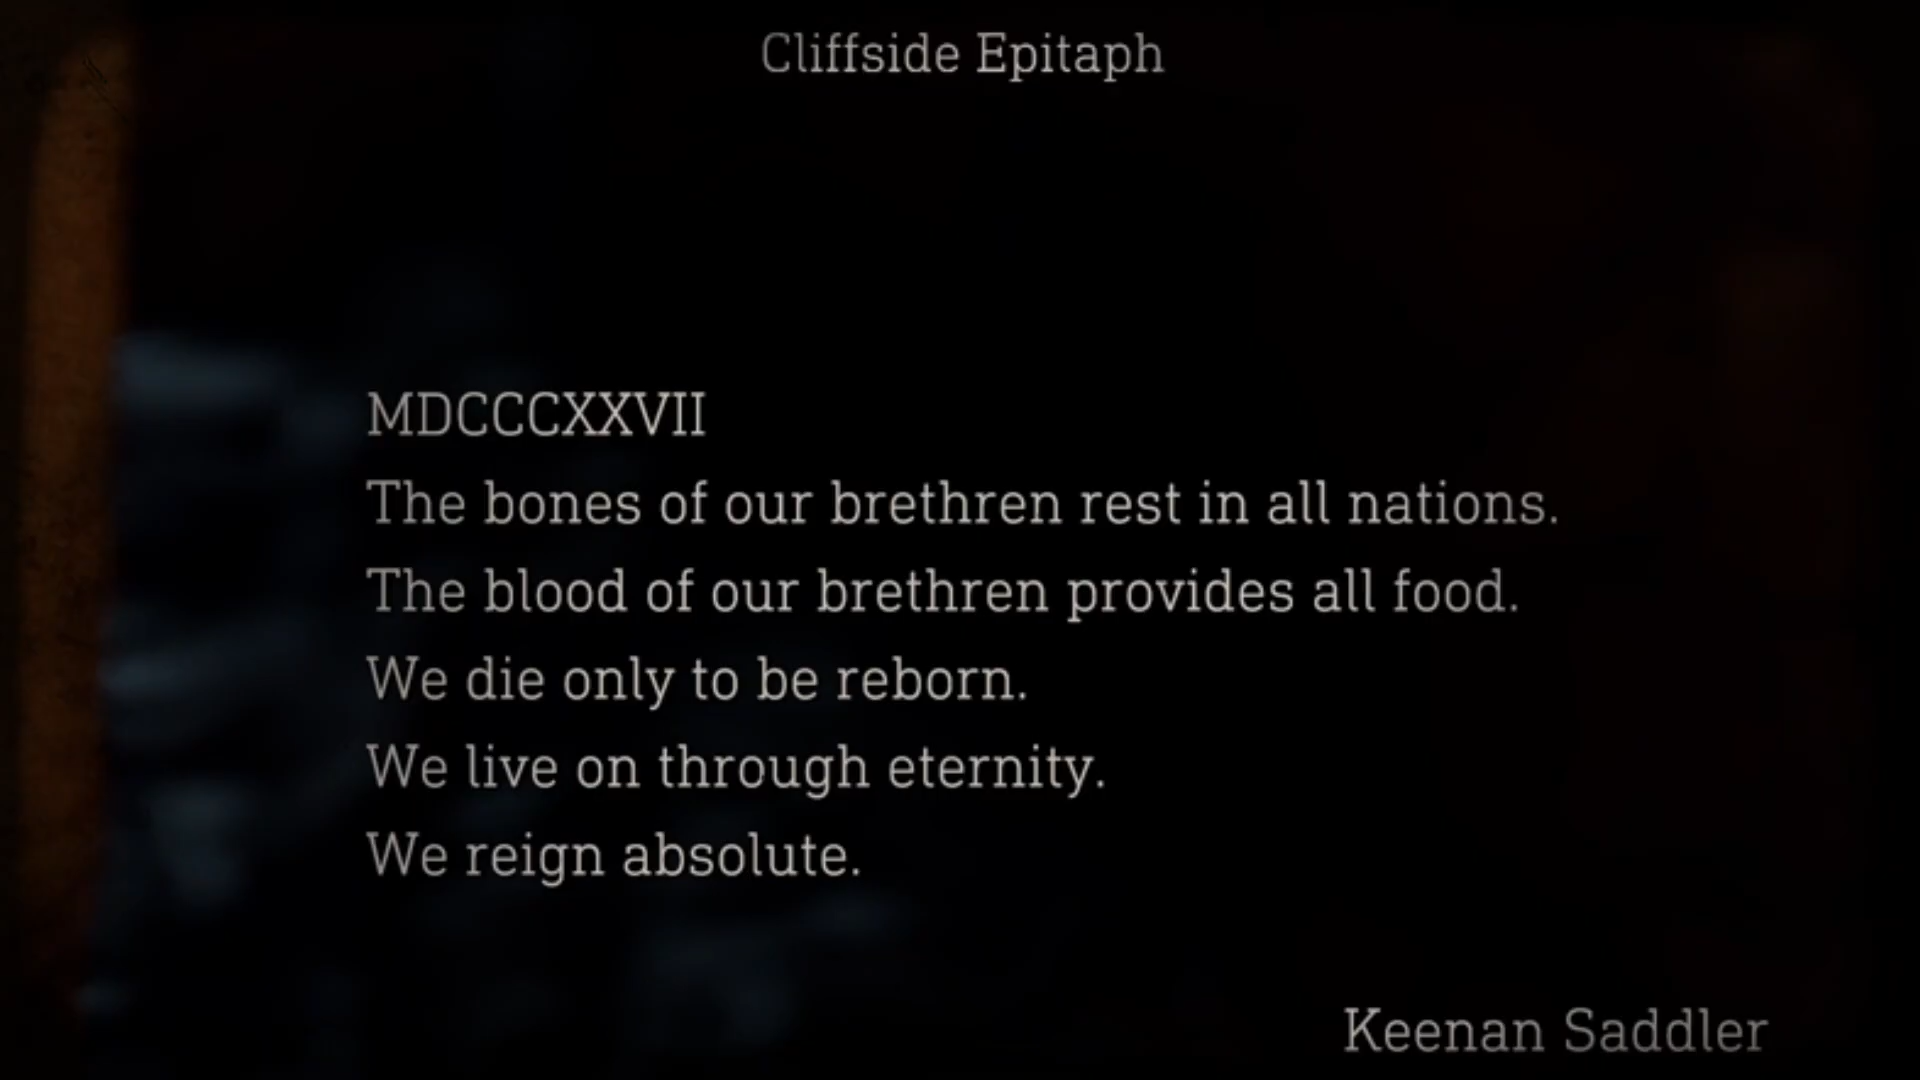 Cliffside Epitaph
MDCCCXXVII
The bones of our brethren rest in all nations.
The blood of our brethren provides all food.
We die only to be reborn.
We live on through eternity.
We reign absolute.
Keenan Saddler